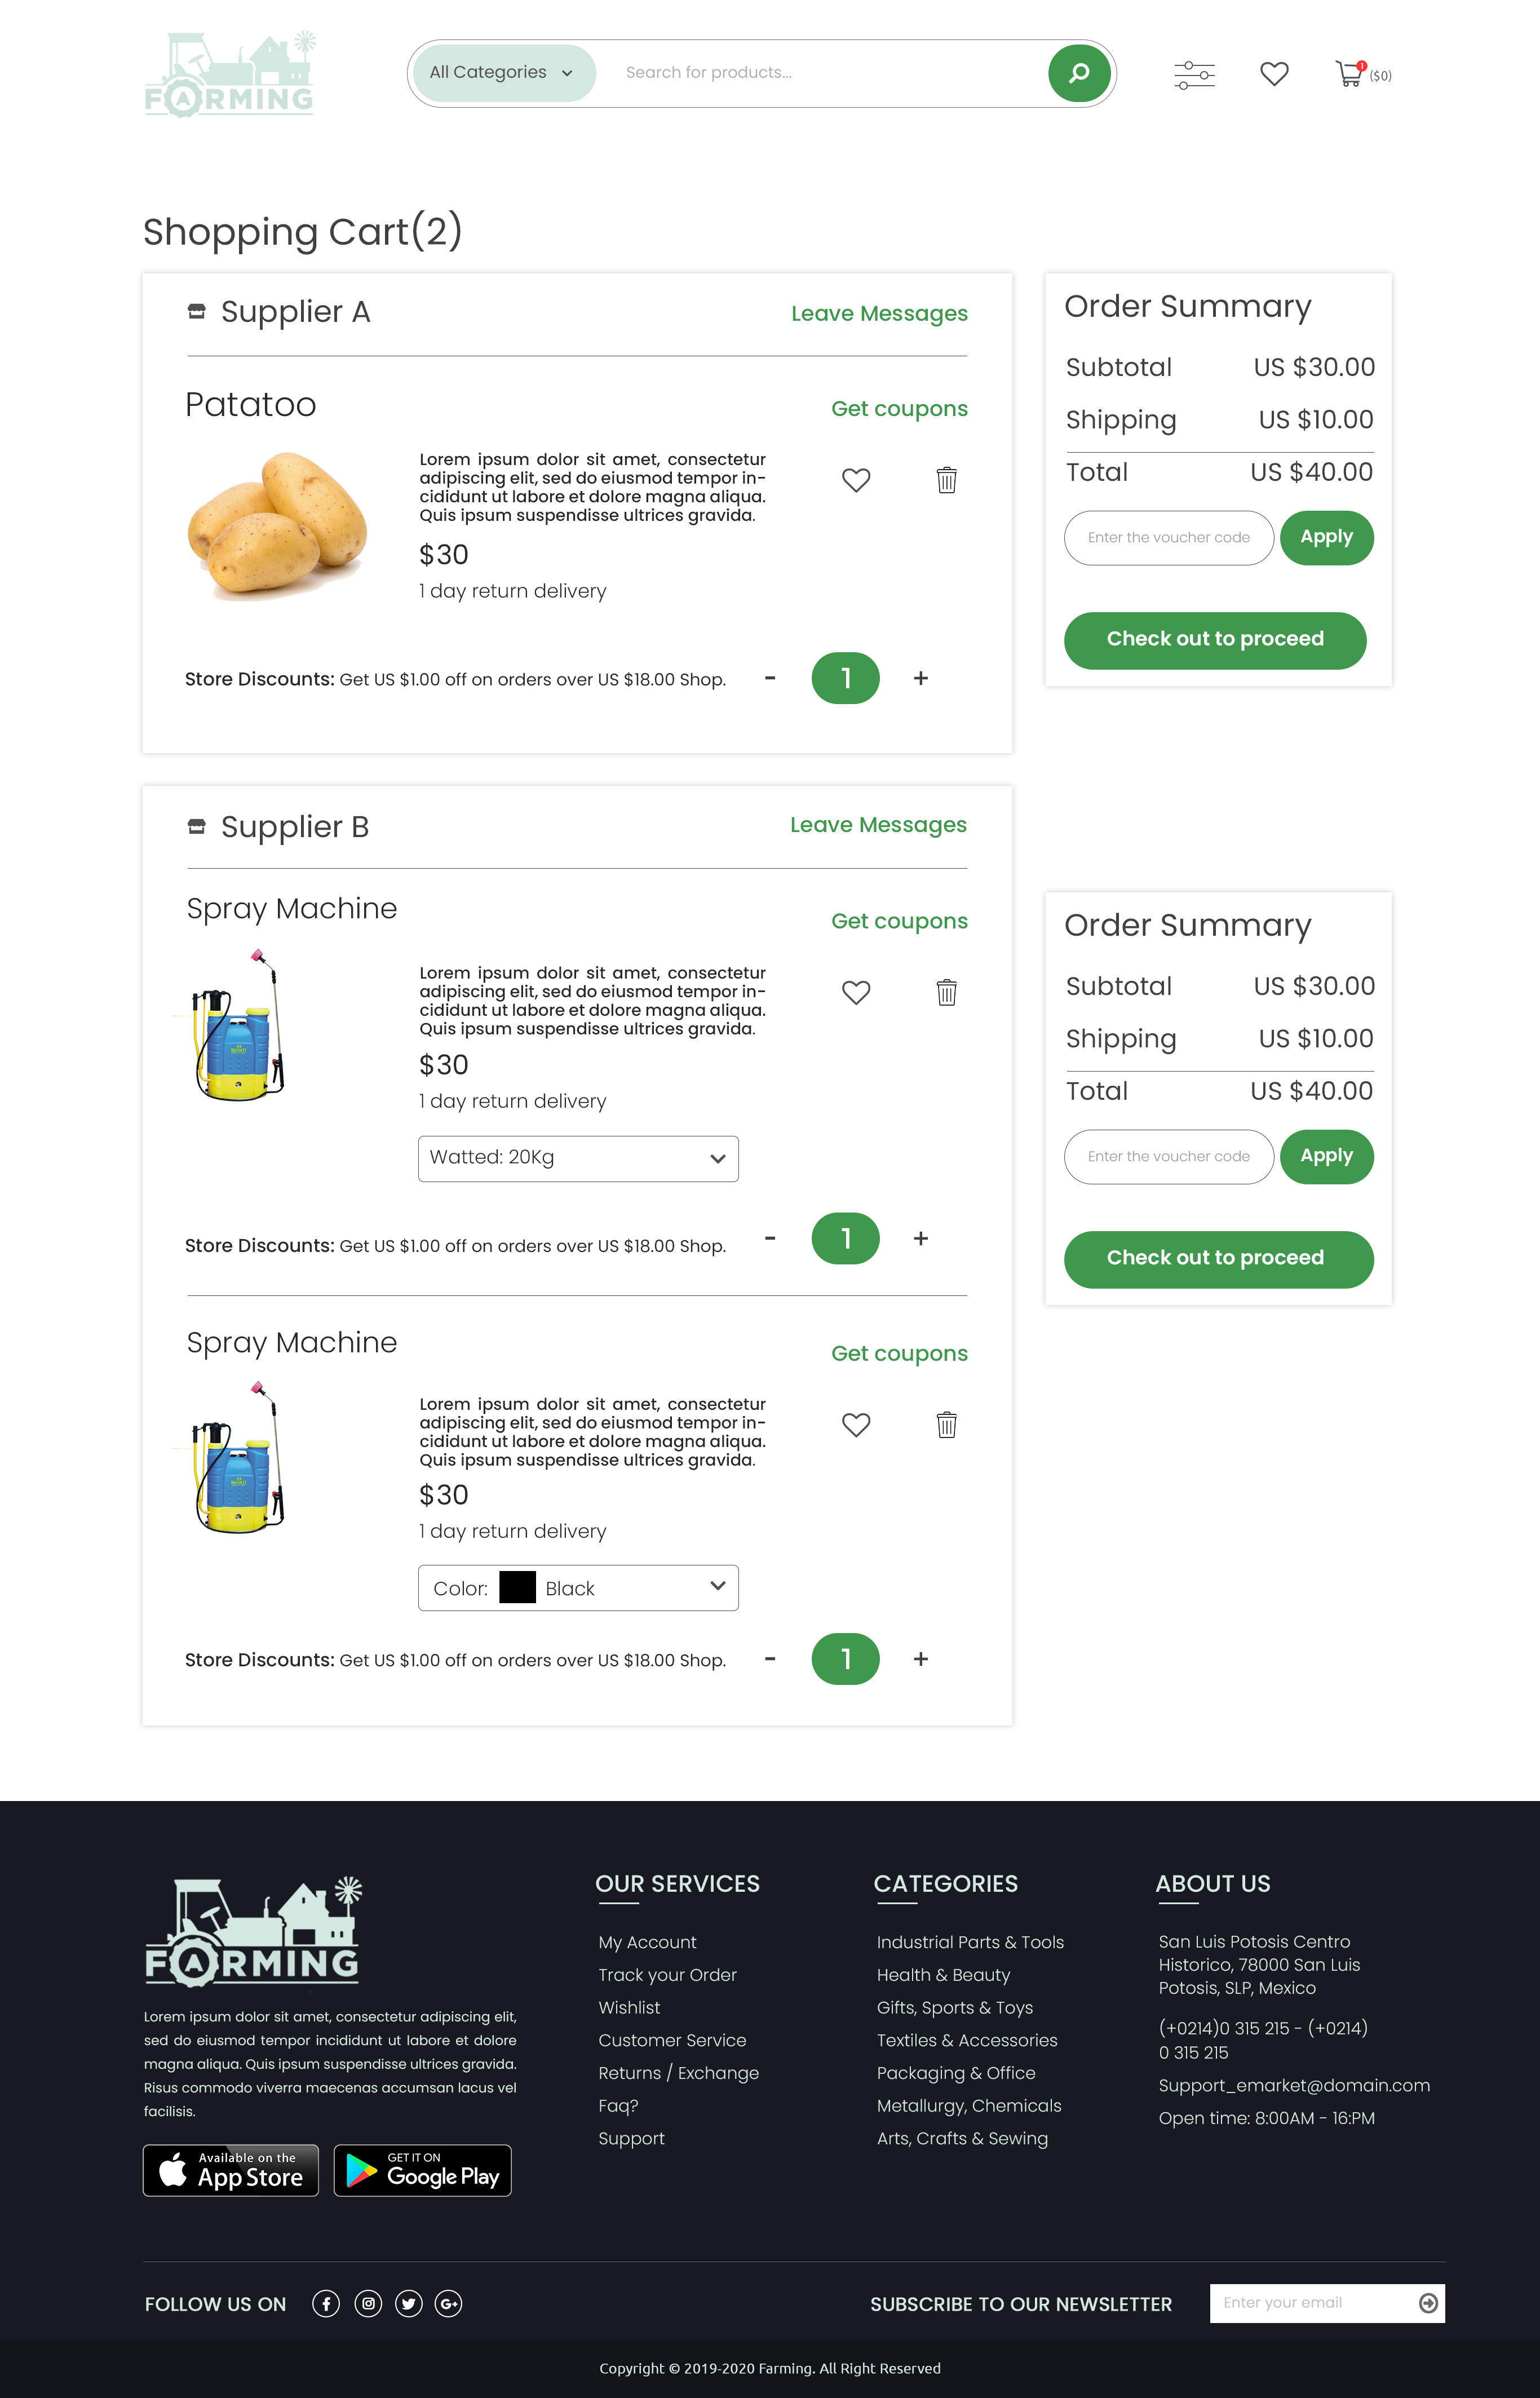 FARMING
All Categories
Search for products...
1
($0)
Shopping Cart(2)
Supplier A
Leave Messages
Patatoo
Get coupons
Lorem ipsum dolor sit amet, consectetur
adipiscing elit, sed do eiusmod tempor in-
cididunt ut labore et dolore magna aliqua.
Quis ipsum suspendisse ultrices gravida.
$30
1 day return delivery
Store Discounts: Get US $1.00 off on orders over US $18.00 Shop.
- 1 +
Order Summary
Subtotal US $30.00
Shipping US $10.00
Total US $40.00
Enter the voucher code
Apply
Check out to proceed
Supplier B
Leave Messages
Spray Machine
Get coupons
Lorem ipsum dolor sit amet, consectetur
adipiscing elit, sed do eiusmod tempor in-
cididunt ut labore et dolore magna aliqua.
Quis ipsum suspendisse ultrices gravida.
$30
1 day return delivery
Watted: 20Kg
Store Discounts: Get US $1.00 off on orders over US $18.00 Shop.
- 1 +
Spray Machine
Get coupons
Lorem ipsum dolor sit amet, consectetur
adipiscing elit, sed do eiusmod tempor in-
cididunt ut labore et dolore magna aliqua.
Quis ipsum suspendisse ultrices gravida.
$30
1 day return delivery
Color: Black
Store Discounts: Get US $1.00 off on orders over US $18.00 Shop.
- 1 +
Order Summary
Subtotal US $30.00
Shipping US $10.00
Total US $40.00
Enter the voucher code
Apply
Check out to proceed
FARMING
Lorem ipsum dolor sit amet, consectetur adipiscing elit,
sed do eiusmod tempor incididunt ut labore et dolore
magna aliqua. Quis ipsum suspendisse ultrices gravida.
Risus commodo viverra maecenas accumsan lacus vel
facilisis.
Available on the
App Store
GET IT ON
Google Play
OUR SERVICES
My Account
Track your Order
Wishlist
Customer Service
Returns / Exchange
Faq?
Support
CATEGORIES
Industrial Parts & Tools
Health & Beauty
Gifts, Sports & Toys
Textiles & Accessories
Packaging & Office
Metallurgy, Chemicals
Arts, Crafts & Sewing
ABOUT US
San Luis Potosis Centro
Historico, 78000 San Luis
Potosis, SLP, Mexico
(+0214)0 315 215 - (+0214)
0 315 215
Support_emarket@domain.com
Open time: 8:00AM - 16:PM
FOLLOW US ON
SUBSCRIBE TO OUR NEWSLETTER
Enter your email
Copyright © 2019-2020 Farming. All Right Reserved